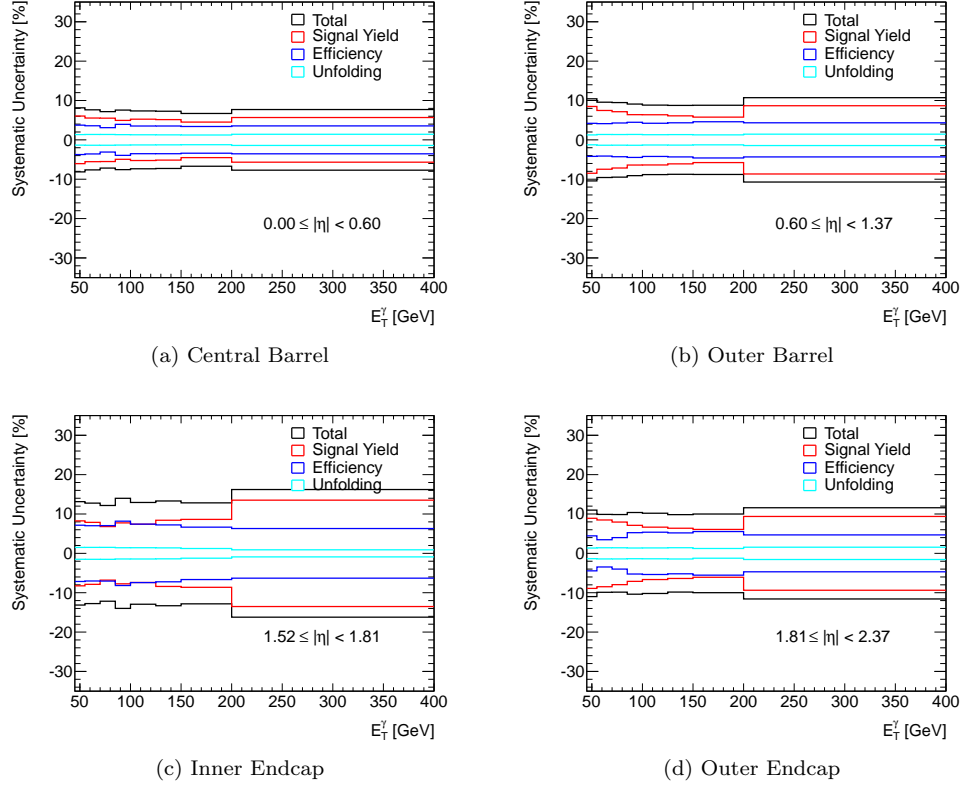 Systematic Uncertainty [%]
30
20
10
0
-10
-20
-30
Total
Signal Yield
Efficiency
Unfolding
0.00 ≤ |η| < 0.60
50 100 150 200 250 300 350 400
E_T^γ [GeV]
(a) Central Barrel
Systematic Uncertainty [%]
30
20
10
0
-10
-20
-30
Total
Signal Yield
Efficiency
Unfolding
0.60 ≤ |η| < 1.37
50 100 150 200 250 300 350 400
E_T^γ [GeV]
(b) Outer Barrel
Systematic Uncertainty [%]
30
20
10
0
-10
-20
-30
Total
Signal Yield
Efficiency
Unfolding
1.52 ≤ |η| < 1.81
50 100 150 200 250 300 350 400
E_T^γ [GeV]
(c) Inner Endcap
Systematic Uncertainty [%]
30
20
10
0
-10
-20
-30
Total
Signal Yield
Efficiency
Unfolding
1.81 ≤ |η| < 2.37
50 100 150 200 250 300 350 400
E_T^γ [GeV]
(d) Outer Endcap